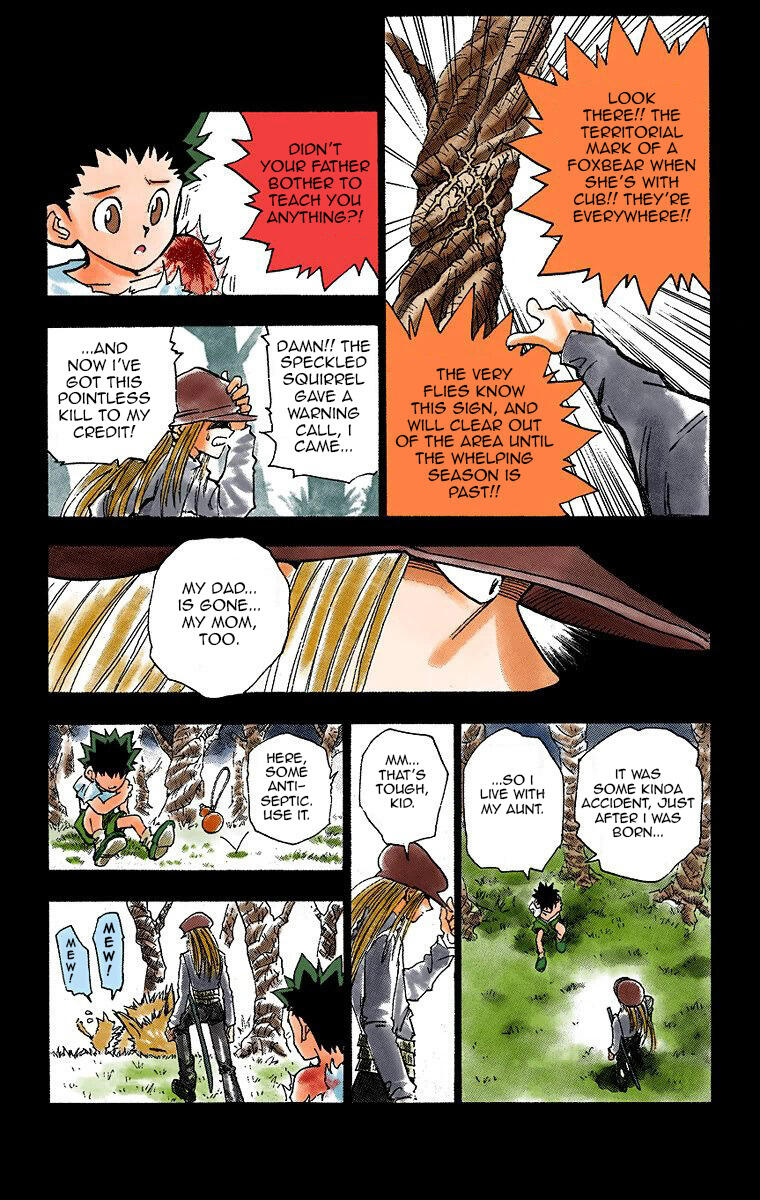 LOOK
THERE!! THE
TERRITORIAL
MARK OF A
FOXBEAR WHEN
SHE'S WITH
CUB!! THEY'RE
EVERYWHERE!!
THE VERY
FLIES KNOW
THIS SIGN, AND
WILL CLEAR OUT
OF THE AREA UNTIL
THE WHELPING
SEASON IS
PAST!!
DIDN'T
YOUR FATHER
BOTHER TO
TEACH YOU
ANYTHING?!
DAMN!! THE
SPECKLED
SQUIRREL
GAVE A
WARNING
CALL, I
CAME...
...AND
NOW I'VE
GOT THIS
POINTLESS
KILL TO MY
CREDIT!
MY DAD...
IS GONE...
MY MOM,
TOO.
IT WAS
SOME KINDA
ACCIDENT, JUST
AFTER I WAS
BORN...
...SO I
LIVE WITH
MY AUNT.
MM...
THAT'S
TOUGH,
KID.
HERE,
SOME
ANTI-
SEPTIC.
USE IT.
MEW!
MEW!